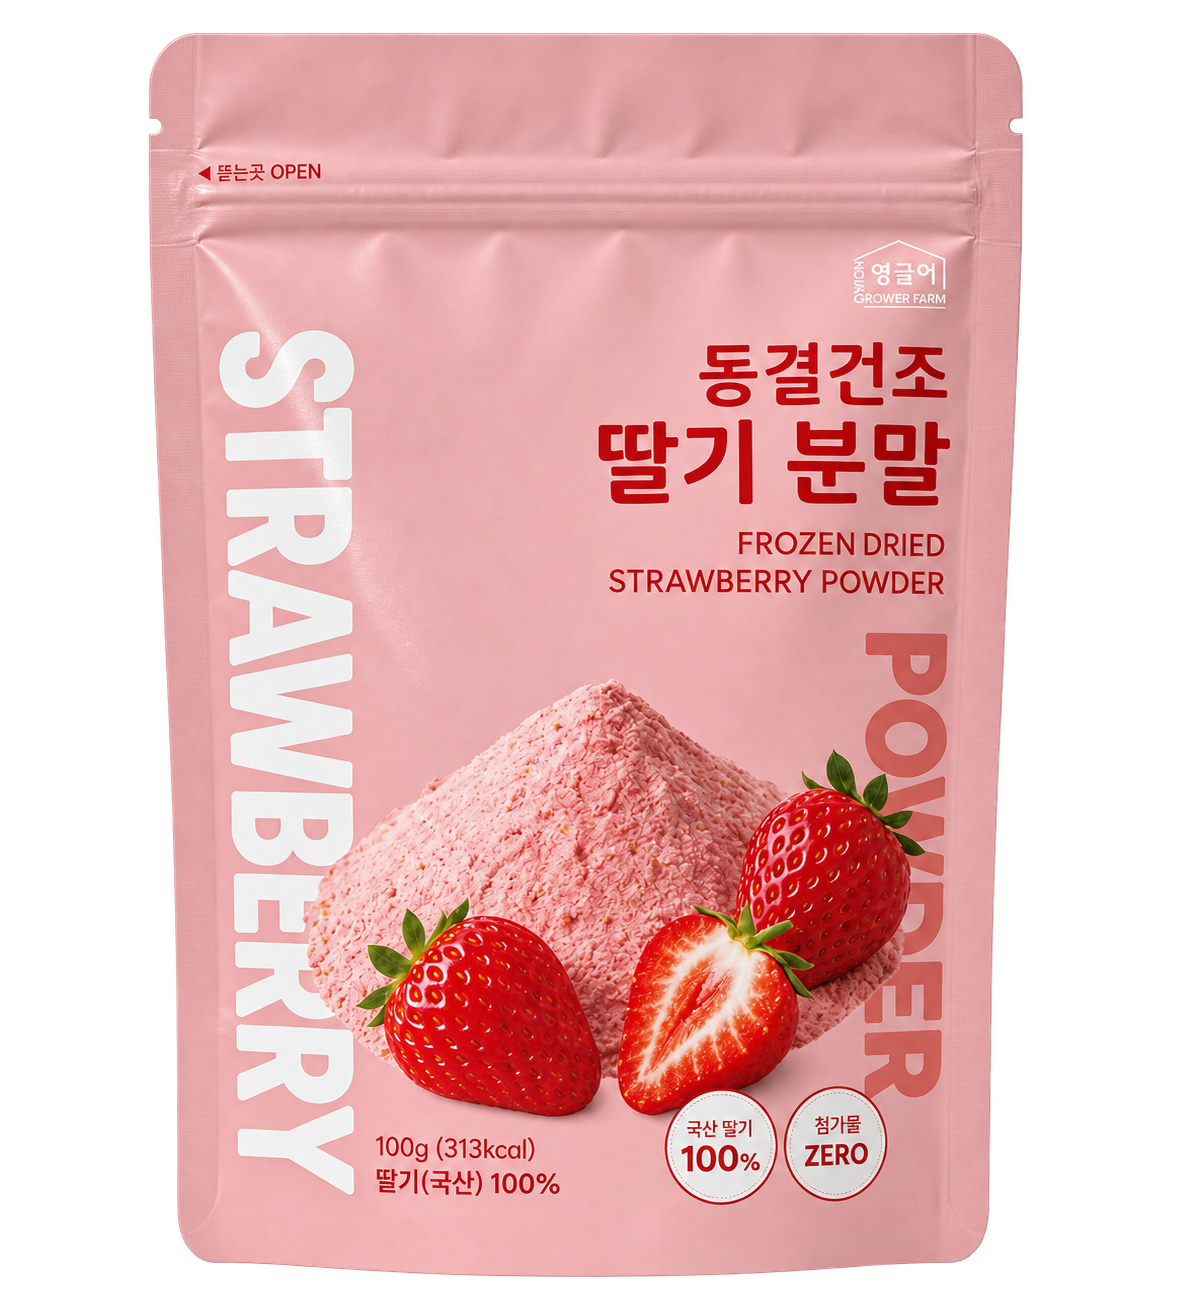 ◀ 뜯는곳 OPEN
영글어
YOUNG
GROWER FARM
동결건조
딸기 분말
FROZEN DRIED
STRAWBERRY POWDER
STRAWBERRY
POWDER
100g (313kcal)
딸기(국산) 100%
국산 딸기
100%
첨가물
ZERO